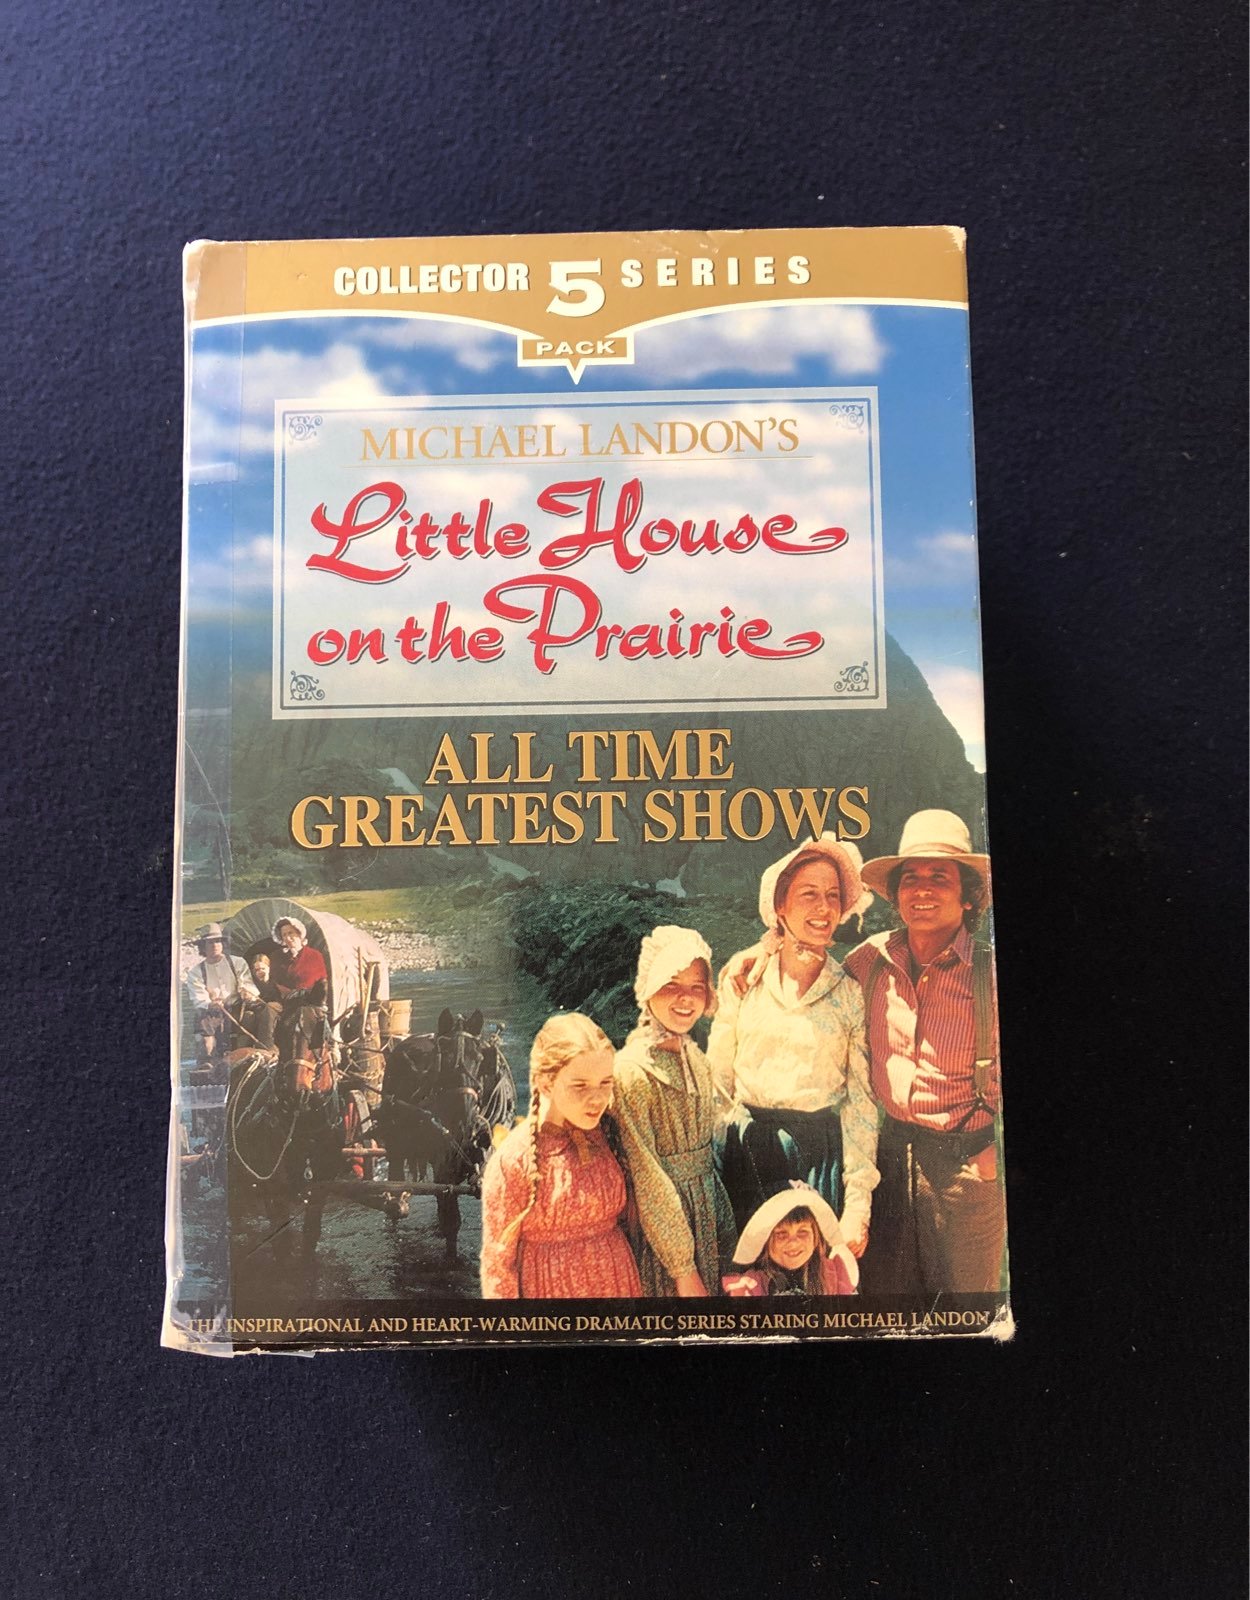 COLLECTOR 5 SERIES
PACK
MICHAEL LANDON'S
Little House
on the Prairie
ALL TIME
GREATEST SHOWS
THE INSPIRATIONAL AND HEART-WARMING DRAMATIC SERIES STARING MICHAEL LANDON